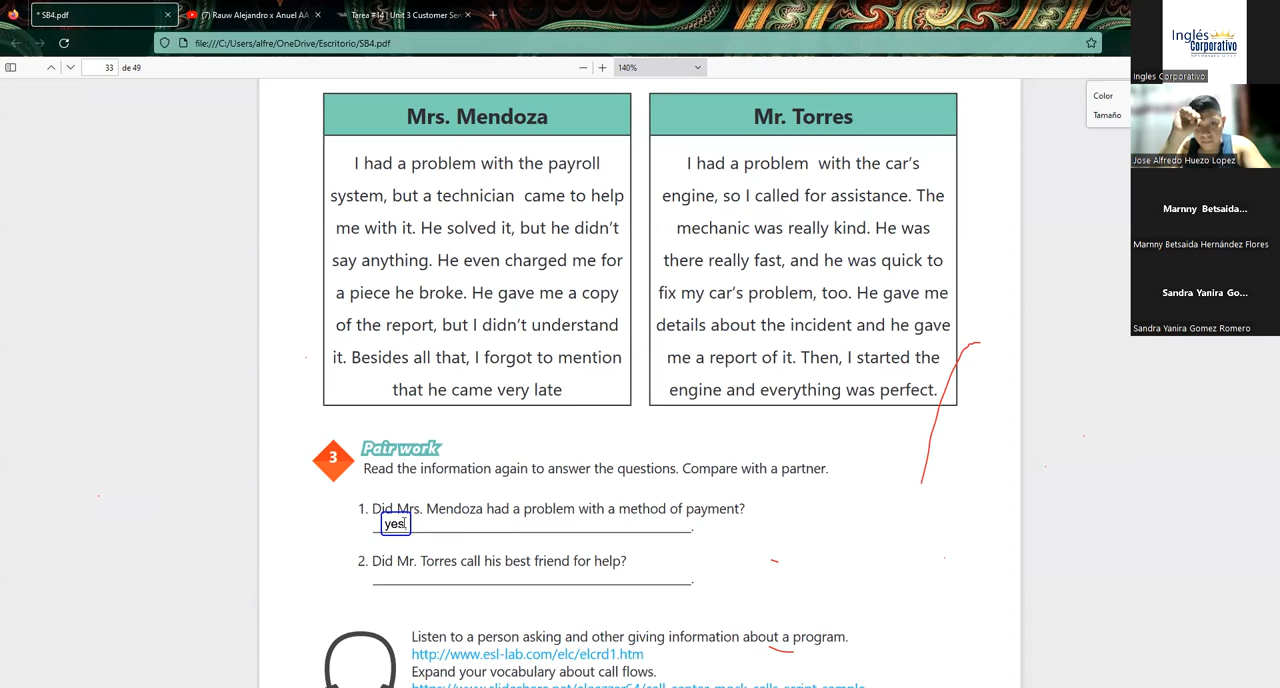 * SB4.pdf
(7) Rauw Alejandro x Anuel AA
Tarea #14 | Unit 3 Customer Ser
file:///C:/Users/alfre/OneDrive/Escritorio/SB4.pdf
33 de 49
140%
Color
Tamaño
Inglés
Corporativo
Ingles Corporativo
Jose Alfredo Huezo Lopez
Marnny Betsaida...
Marnny Betsaida Hernández Flores
Sandra Yanira Go...
Sandra Yanira Gomez Romero
Mrs. Mendoza
I had a problem with the payroll
system, but a technician came to help
me with it. He solved it, but he didn't
say anything. He even charged me for
a piece he broke. He gave me a copy
of the report, but I didn't understand
it. Besides all that, I forgot to mention
that he came very late
Mr. Torres
I had a problem with the car's
engine, so I called for assistance. The
mechanic was really kind. He was
there really fast, and he was quick to
fix my car's problem, too. He gave me
details about the incident and he gave
me a report of it. Then, I started the
engine and everything was perfect.
3
Pair work
Read the information again to answer the questions. Compare with a partner.
1. Did Mrs. Mendoza had a problem with a method of payment?
yes
2. Did Mr. Torres call his best friend for help?
Listen to a person asking and other giving information about a program.
http://www.esl-lab.com/elc/elcrd1.htm
Expand your vocabulary about call flows.